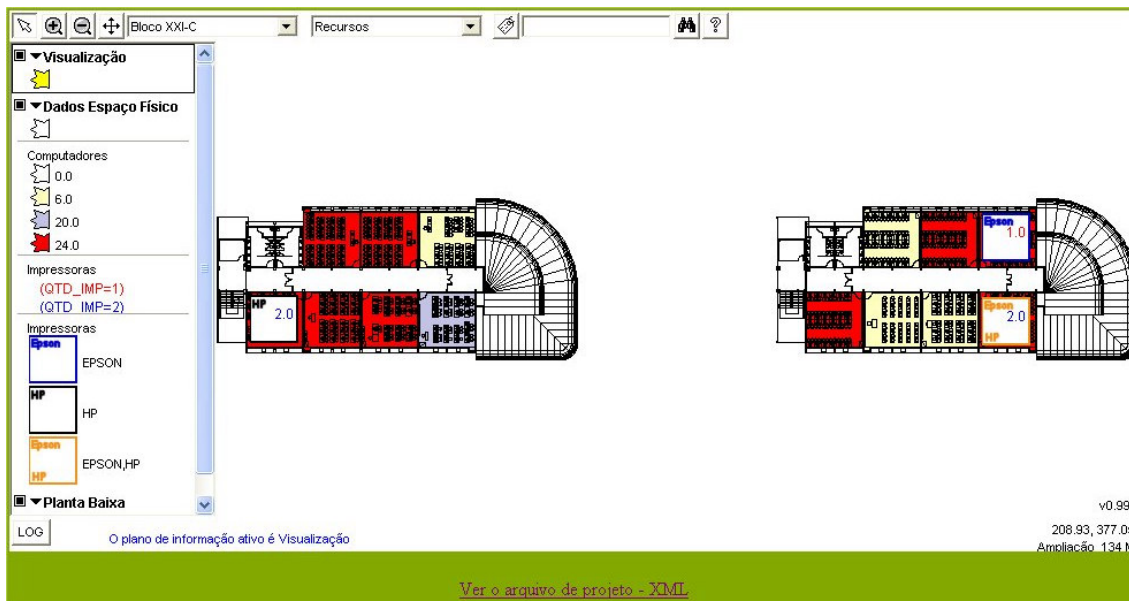 Bloco XXI-C
Recursos
?
Visualização
Dados Espaço Físico
Computadores
0.0
6.0
20.0
24.0
Impressoras
(QTD_IMP=1)
(QTD_IMP=2)
Impressoras
Epson
EPSON
HP
HP
Epson
HP
EPSON,HP
Planta Baixa
HP
2.0
Epson
1.0
Epson
2.0
HP
v0.99
208.93, 377.0
Ampliação 134 M
LOG
O plano de informação ativo é Visualização
Ver o arquivo de projeto - XML